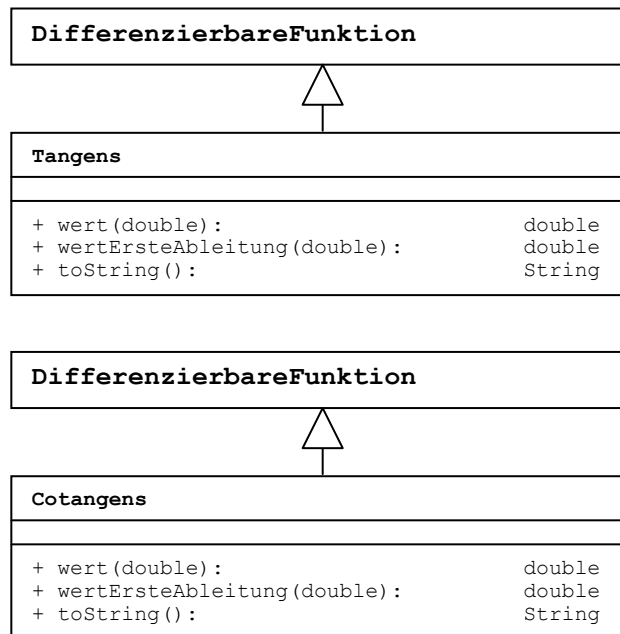 DifferenzierbareFunktion
Tangens
+ wert(double): double
+ wertErsteAbleitung(double): double
+ toString(): String
DifferenzierbareFunktion
Cotangens
+ wert(double): double
+ wertErsteAbleitung(double): double
+ toString(): String